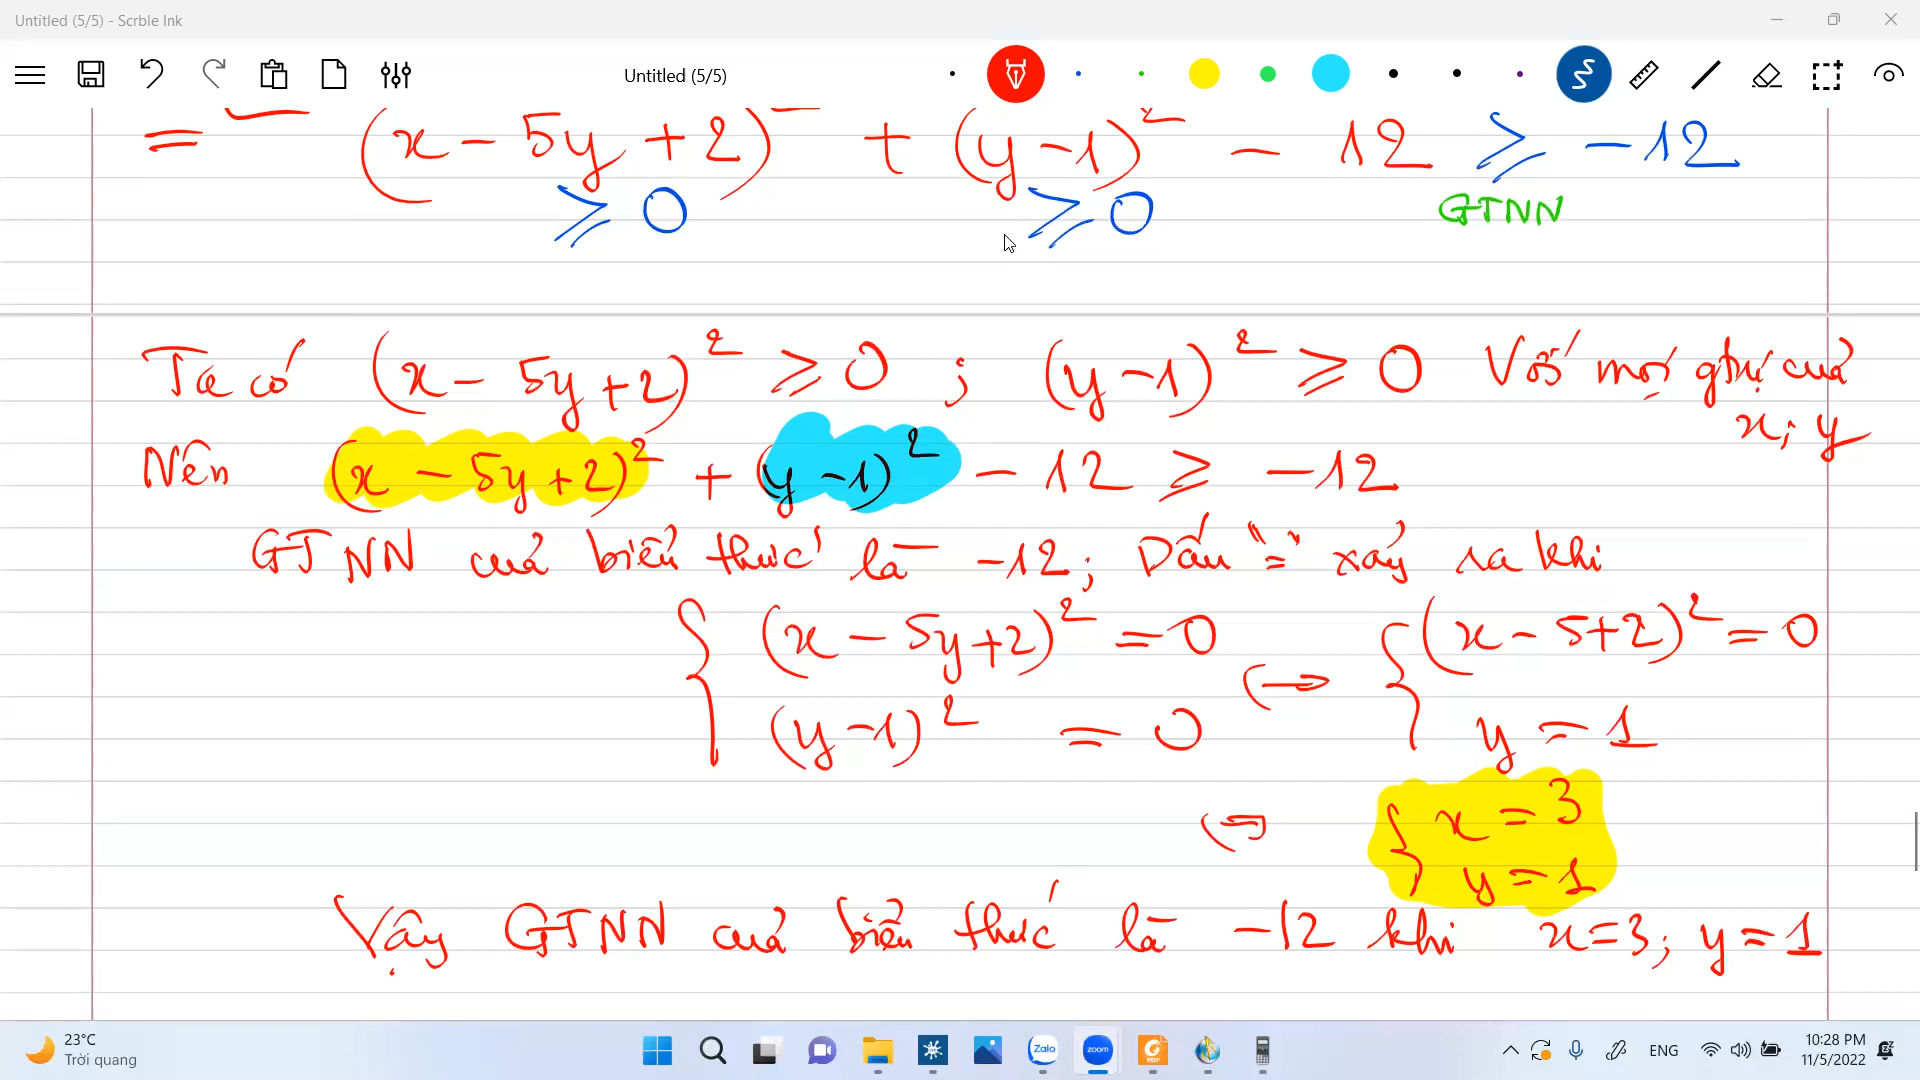 Untitled (5/5) - Scrble Ink
Untitled (5/5)
= (x - 5y + 2)² + (y - 1)² - 12 ≥ -12
≥ 0 ≥ 0 GTNN
Ta có (x - 5y + 2)² ≥ 0 ; (y - 1)² ≥ 0 Với mọi gtrị của x; y
Nên (x - 5y + 2)² + (y - 1)² - 12 ≥ -12
GTNN của biểu thức là -12; Dấu "=" xảy ra khi
{ (x - 5y + 2)² = 0 ⇔ { (x - 5 + 2)² = 0
(y - 1)² = 0 y = 1
⇔ { x = 3
y = 1
Vậy GTNN của biểu thức là -12 khi x = 3; y = 1
23°C
Trời quang
Zalo
zoom
PDF
ENG
10:28 PM
11/5/2022